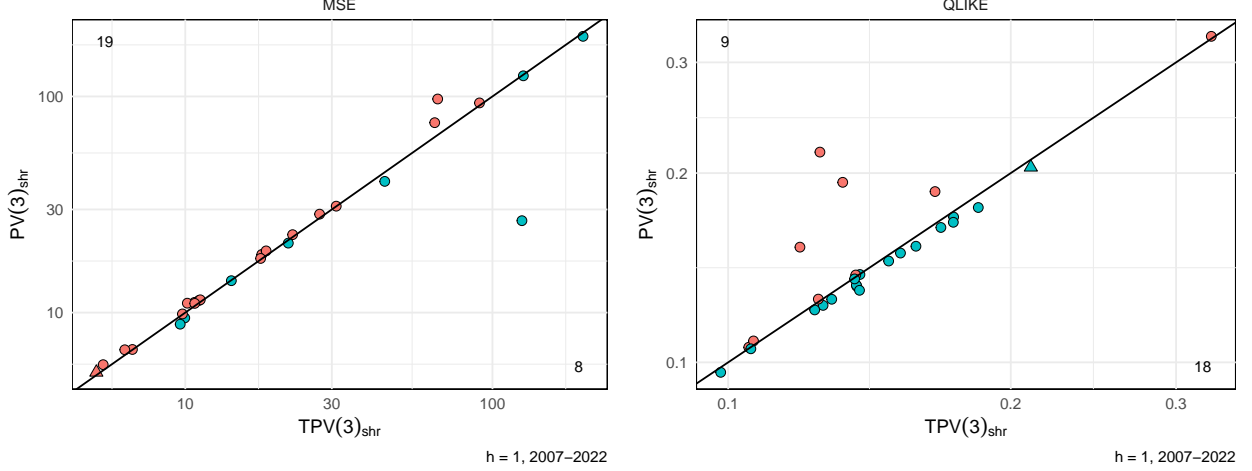 MSE
19
100
30
10
8
10
30
100
PV(3)shr
TPV(3)shr
h = 1, 2007−2022
QLIKE
9
0.3
0.2
0.1
18
0.1
0.2
0.3
PV(3)shr
TPV(3)shr
h = 1, 2007−2022